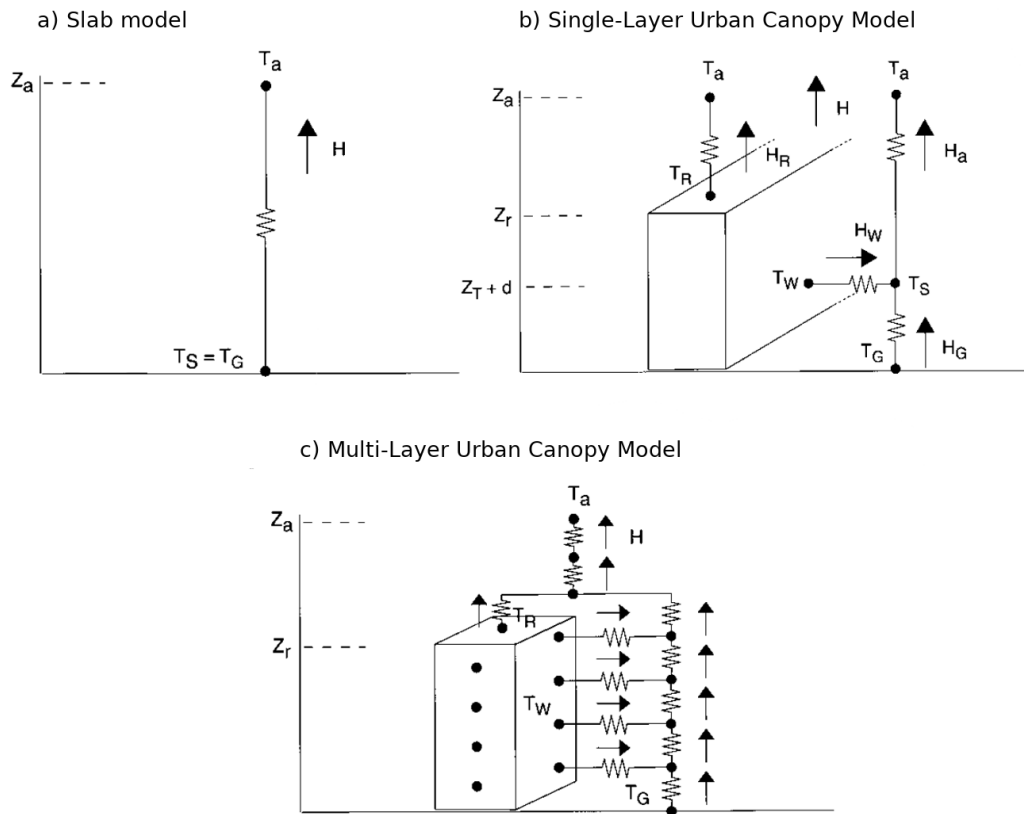 a) Slab model
Za
Ta
H
TS = TG
b) Single-Layer Urban Canopy Model
Za
Zr
ZT + d
Ta
HR
TR
H
Ta
Ha
HW
TW
TS
TG
HG
c) Multi-Layer Urban Canopy Model
Za
Zr
Ta
H
TR
TW
TG